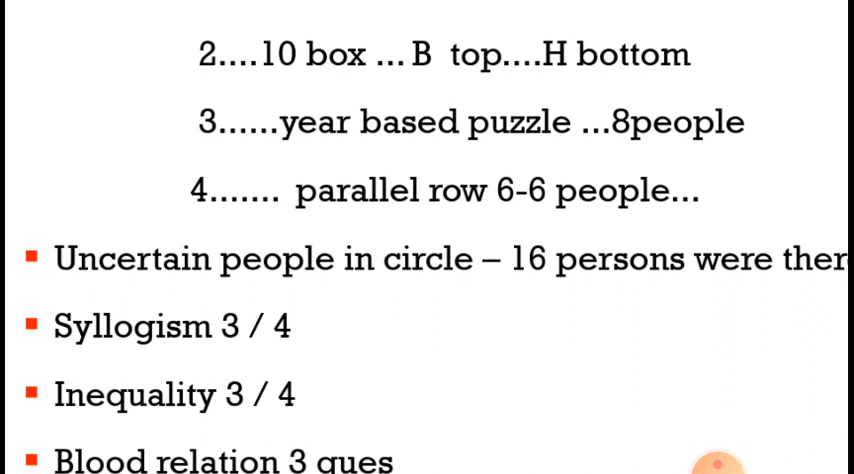 2....10 box ... B top....H bottom
3......year based puzzle ...8people
4....... parallel row 6-6 people...
▪ Uncertain people in circle – 16 persons were ther
▪ Syllogism 3 / 4
▪ Inequality 3 / 4
▪ Blood relation 3 ques